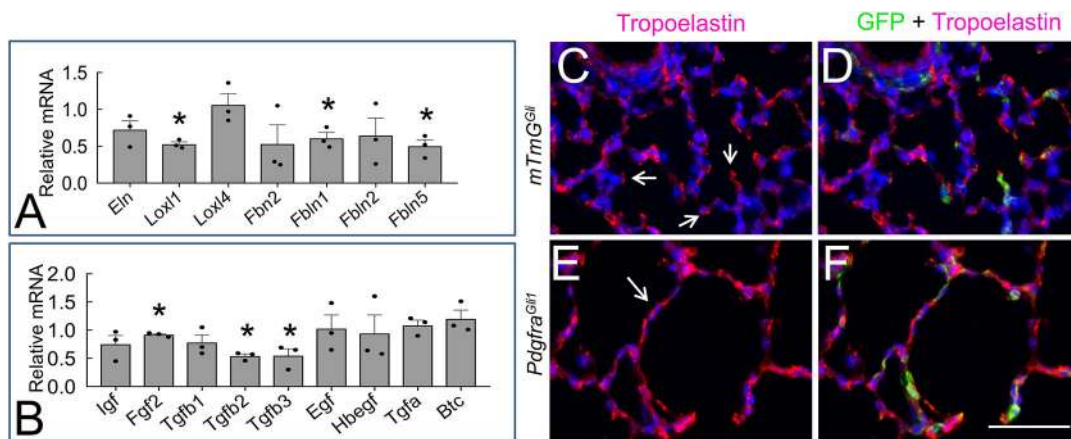 Tropoelastin
GFP + Tropoelastin
Relative mRNA
1.5
1.0
0.5
0.0
*
*
*
Eln
Loxl1
Loxl4
Fbn2
Fbln1
Fbln2
Fbln5
A
Relative mRNA
2.0
1.5
1.0
0.5
0.0
*
*
*
Igf
Fgf2
Tgfb1
Tgfb2
Tgfb3
Egf
Hbegf
Tgfa
Btc
B
mTmG^Gli
C
D
Pdgfra^Gli1
E
F